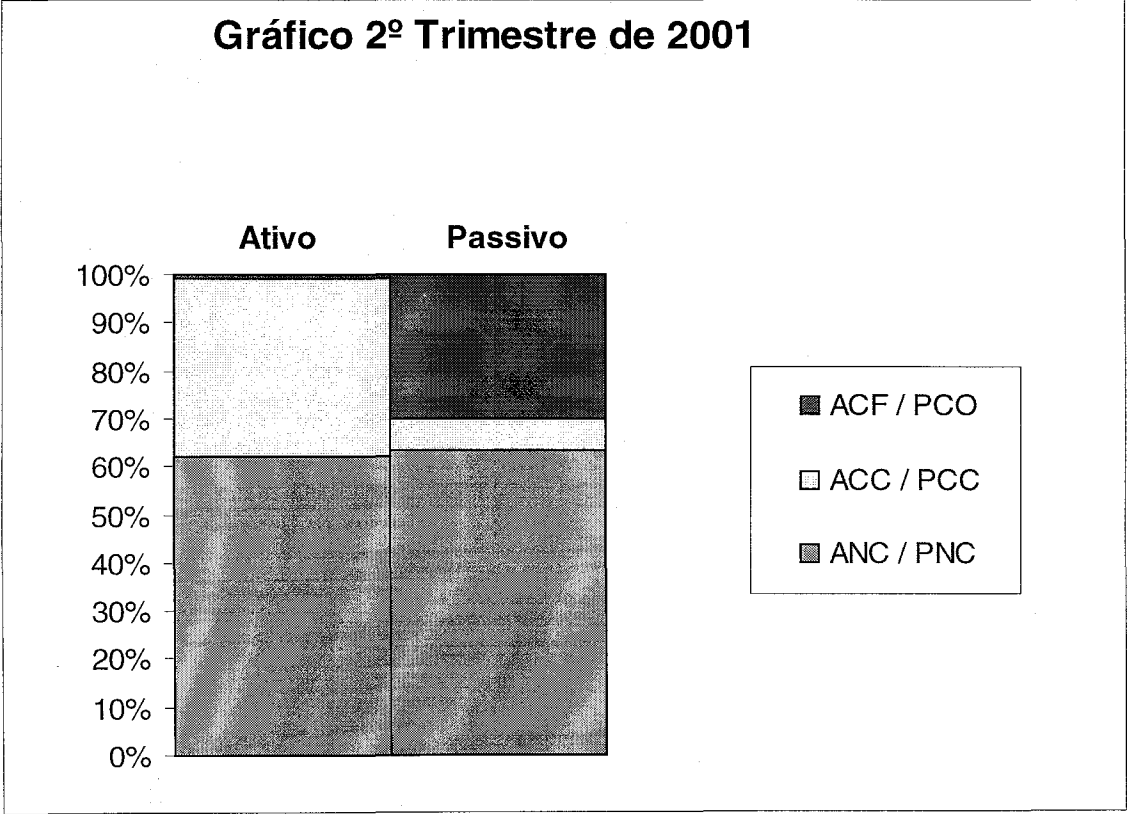 Gráfico 2º Trimestre de 2001
Ativo
Passivo
100%
90%
80%
70%
60%
50%
40%
30%
20%
10%
0%
ACF / PCO
ACC / PCC
ANC / PNC